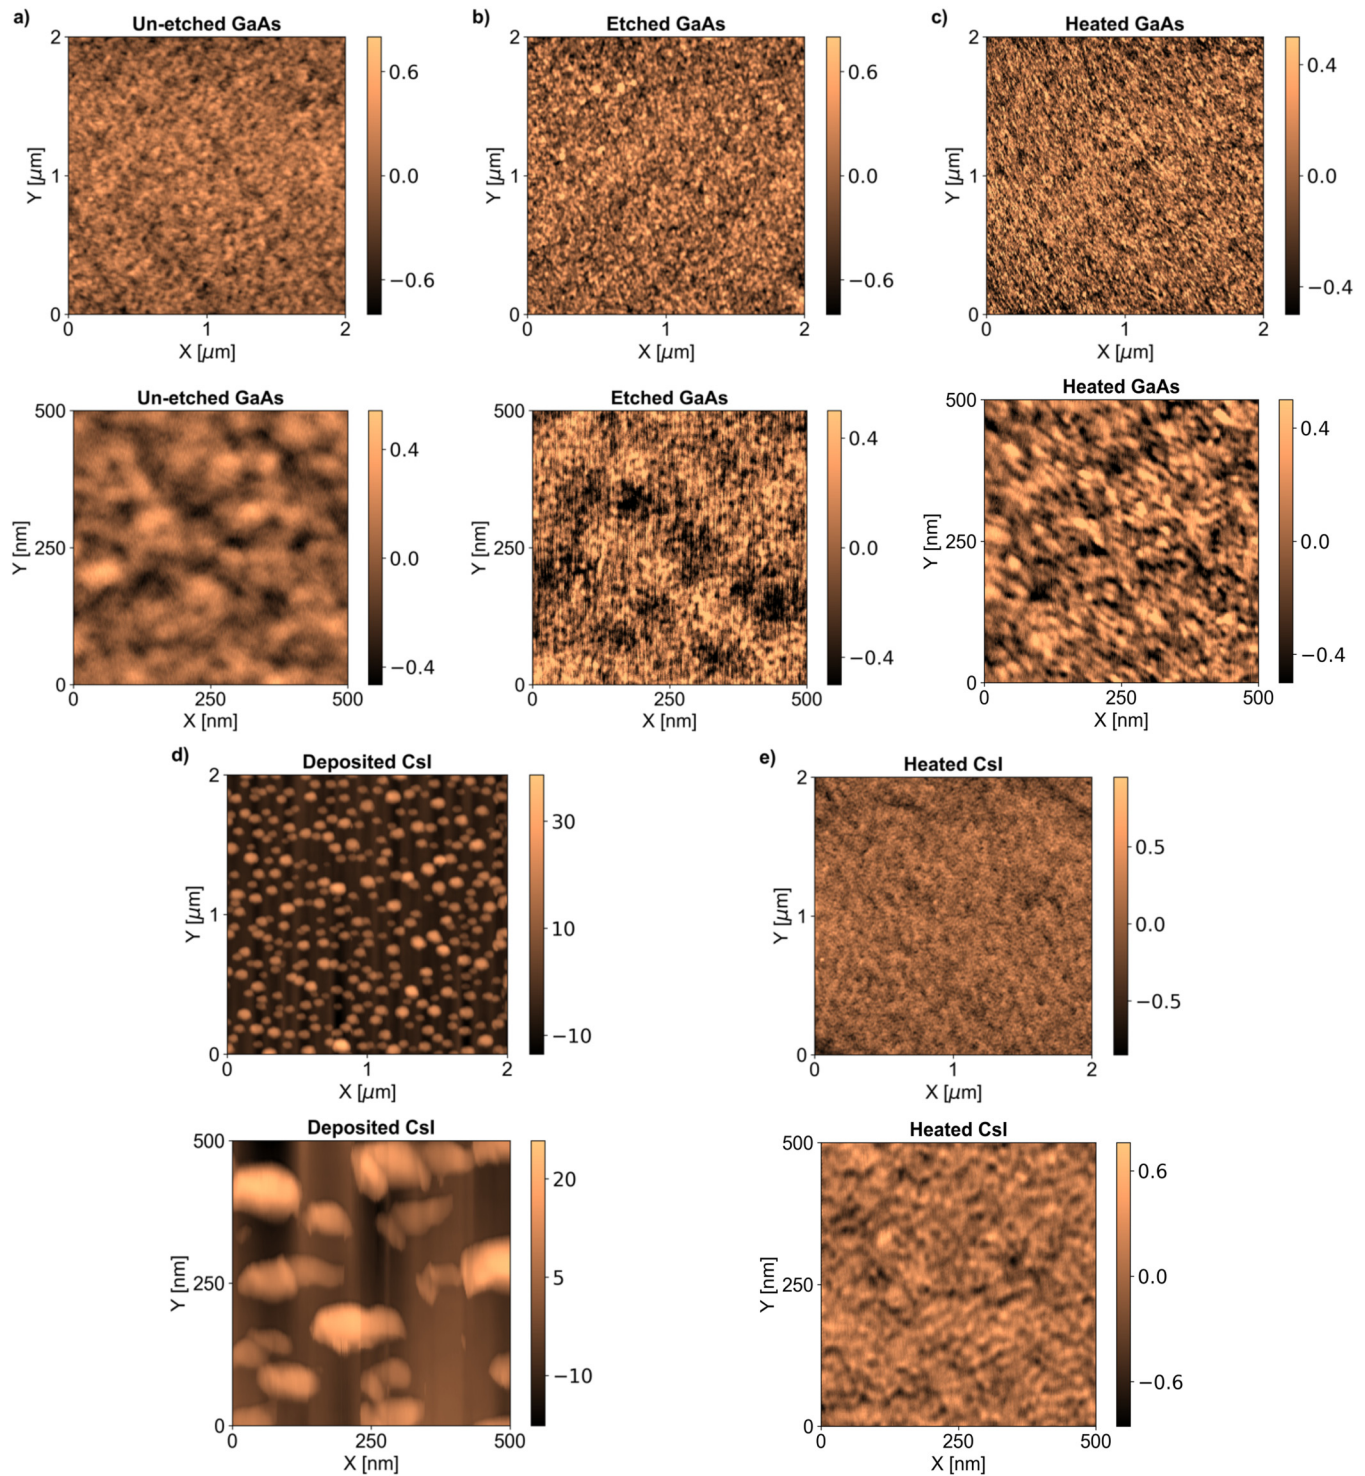 a)
Un-etched GaAs
2
1
0
Y [μm]
0
1
2
X [μm]
0.6
0.0
−0.6
b)
Etched GaAs
2
1
0
Y [μm]
0
1
2
X [μm]
0.6
0.0
−0.6
c)
Heated GaAs
2
1
0
Y [μm]
0
1
2
X [μm]
0.4
0.0
−0.4
Un-etched GaAs
500
250
0
Y [nm]
0
250
500
X [nm]
0.4
0.0
−0.4
Etched GaAs
500
250
0
Y [nm]
0
250
500
X [nm]
0.4
0.0
−0.4
Heated GaAs
500
250
0
Y [nm]
0
250
500
X [nm]
0.4
0.0
−0.4
d)
Deposited CsI
2
1
0
Y [μm]
0
1
2
X [μm]
30
10
−10
e)
Heated CsI
2
1
0
Y [μm]
0
1
2
X [μm]
0.5
0.0
−0.5
Deposited CsI
500
250
0
Y [nm]
0
250
500
X [nm]
20
5
−10
Heated CsI
500
250
0
Y [nm]
0
250
500
X [nm]
0.6
0.0
−0.6